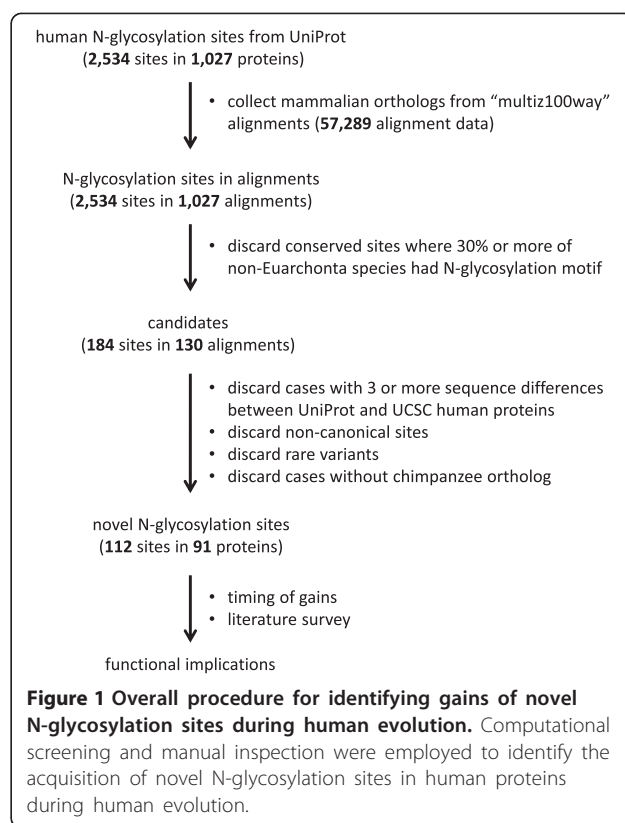 human N-glycosylation sites from UniProt
(2,534 sites in 1,027 proteins)
• collect mammalian orthologs from “multiz100way”
alignments (57,289 alignment data)
N-glycosylation sites in alignments
(2,534 sites in 1,027 alignments)
• discard conserved sites where 30% or more of
non-Euarchonta species had N-glycosylation motif
candidates
(184 sites in 130 alignments)
• discard cases with 3 or more sequence differences
between UniProt and UCSC human proteins
• discard non-canonical sites
• discard rare variants
• discard cases without chimpanzee ortholog
novel N-glycosylation sites
(112 sites in 91 proteins)
• timing of gains
• literature survey
functional implications
Figure 1 Overall procedure for identifying gains of novel
N-glycosylation sites during human evolution. Computational
screening and manual inspection were employed to identify the
acquisition of novel N-glycosylation sites in human proteins
during human evolution.